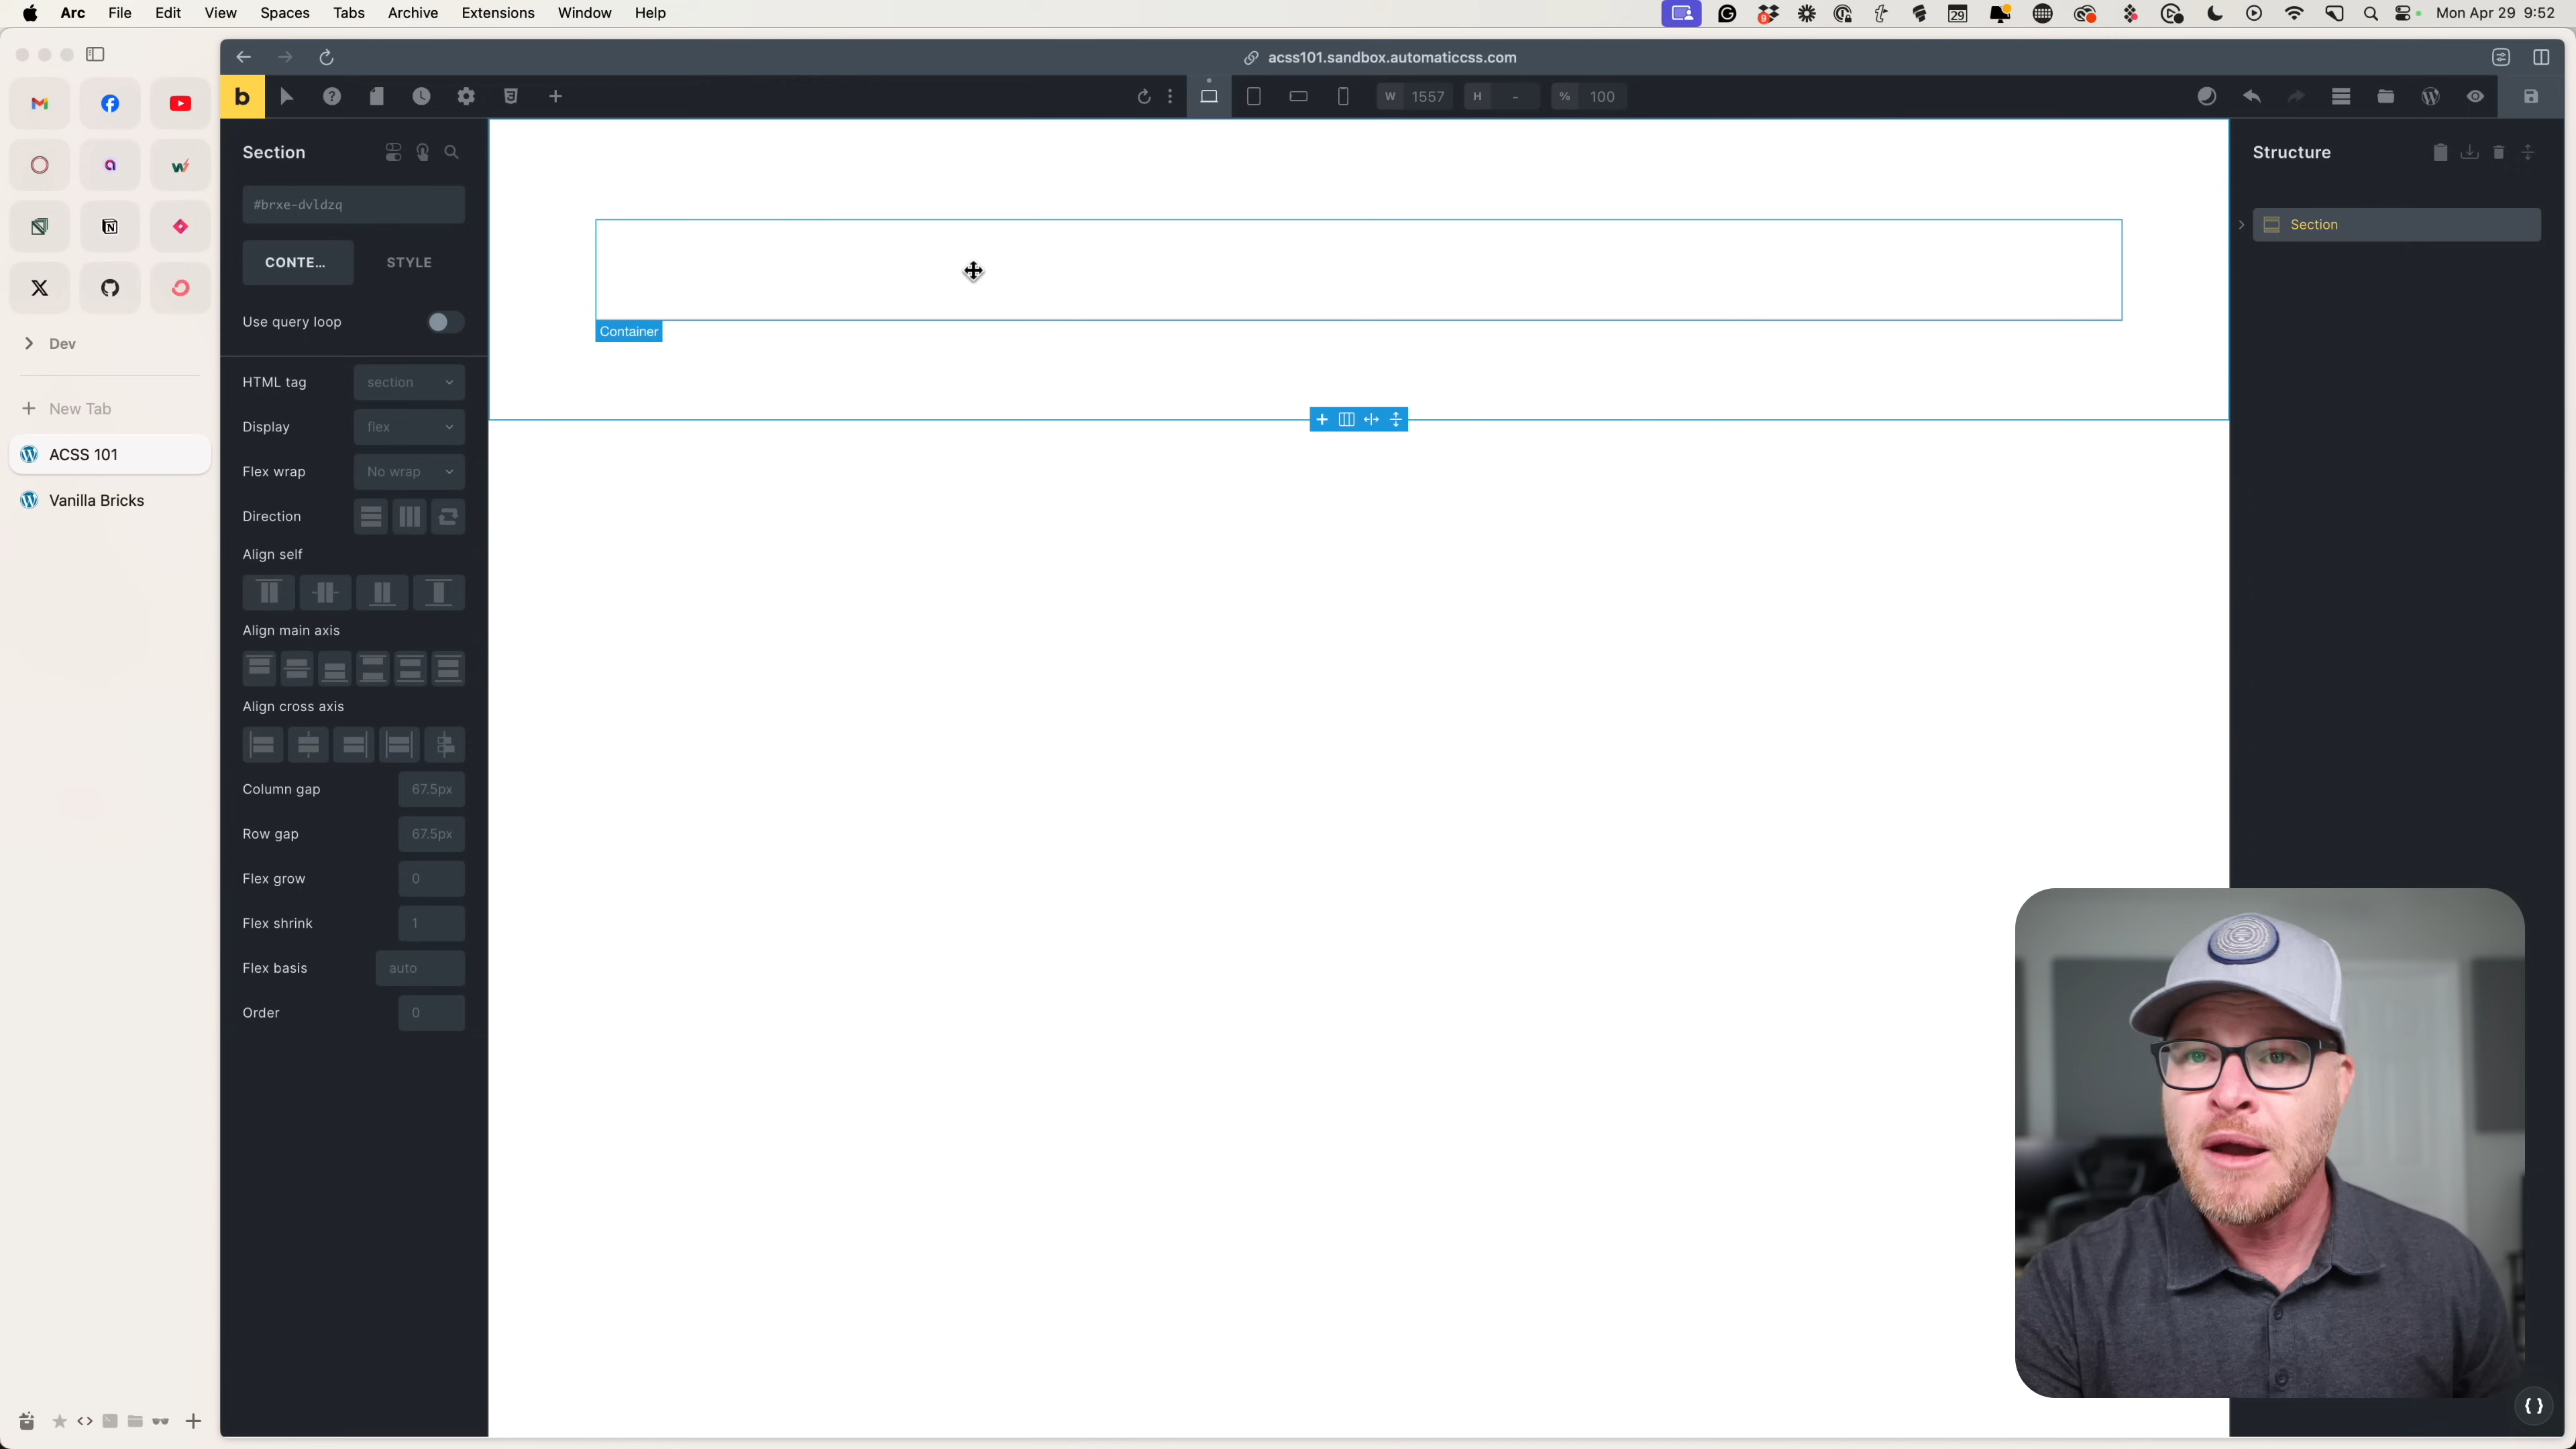 Arc File Edit View Spaces Tabs Archive Extensions Window Help
9 29 Mon Apr 29 9:52
acss101.sandbox.automaticcss.com
b W 1557 H - % 100
Section
#brxe-dvldzq
CONTE... STYLE
Use query loop
HTML tag section
Display flex
Flex wrap No wrap
Direction
Align self
Align main axis
Align cross axis
Column gap 67.5px
Row gap 67.5px
Flex grow 0
Flex shrink 1
Flex basis auto
Order 0
Dev
New Tab
ACSS 101
Vanilla Bricks
Container
Structure
Section